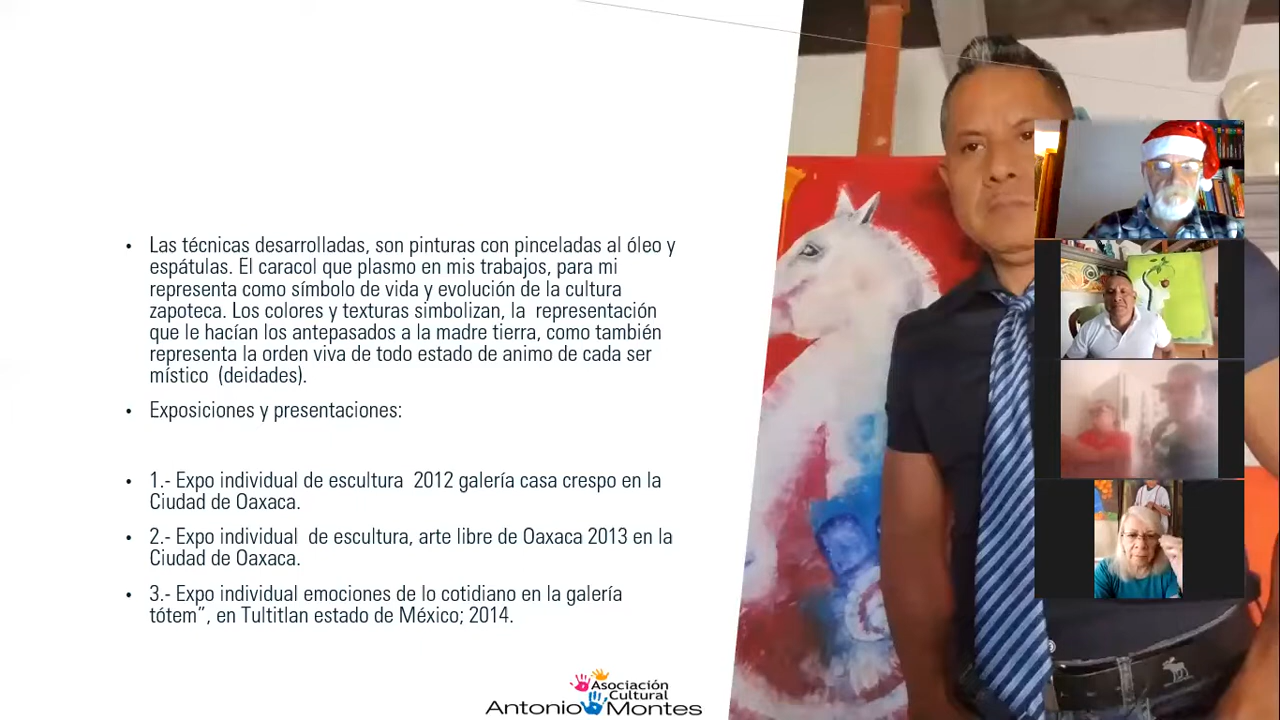 • Las técnicas desarrolladas, son pinturas con pinceladas al óleo y
espátulas. El caracol que plasmo en mis trabajos, para mi
representa como símbolo de vida y evolución de la cultura
zapoteca. Los colores y texturas simbolizan, la  representación
que le hacían los antepasados a la madre tierra, como también
representa la orden viva de todo estado de animo de cada ser
místico  (deidades).
• Exposiciones y presentaciones:
• 1.- Expo individual de escultura  2012 galería casa crespo en la
Ciudad de Oaxaca.
• 2.- Expo individual  de escultura, arte libre de Oaxaca 2013 en la
Ciudad de Oaxaca.
• 3.- Expo individual emociones de lo cotidiano en la galería
tótem”, en Tultitlan estado de México; 2014.
Asociación
Cultural
Antonio Montes